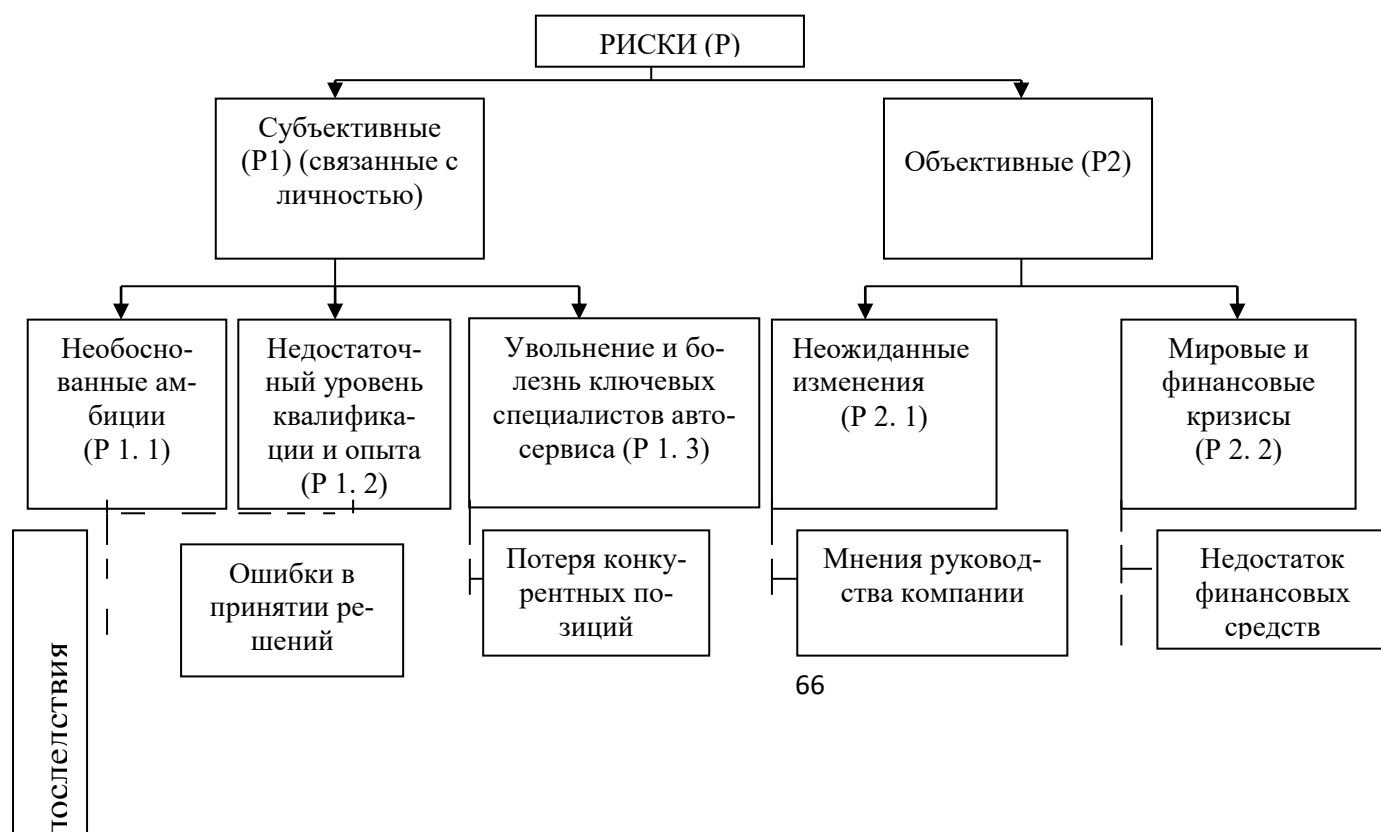 РИСКИ (Р)
Субъективные
(Р1) (связанные с
личностью)
Объективные (Р2)
Необосно-
ванные ам-
биции
(Р 1. 1)
Недостаточ-
ный уровень
квалифика-
ции и опыта
(Р 1. 2)
Увольнение и бо-
лезнь ключевых
специалистов авто-
сервиса (Р 1. 3)
Неожиданные
изменения
(Р 2. 1)
Мировые и
финансовые
кризисы
(Р 2. 2)
последствия
Ошибки в
принятии ре-
шений
Потеря конку-
рентных по-
зиций
Мнения руковод-
ства компании
Недостаток
финансовых
средств
66